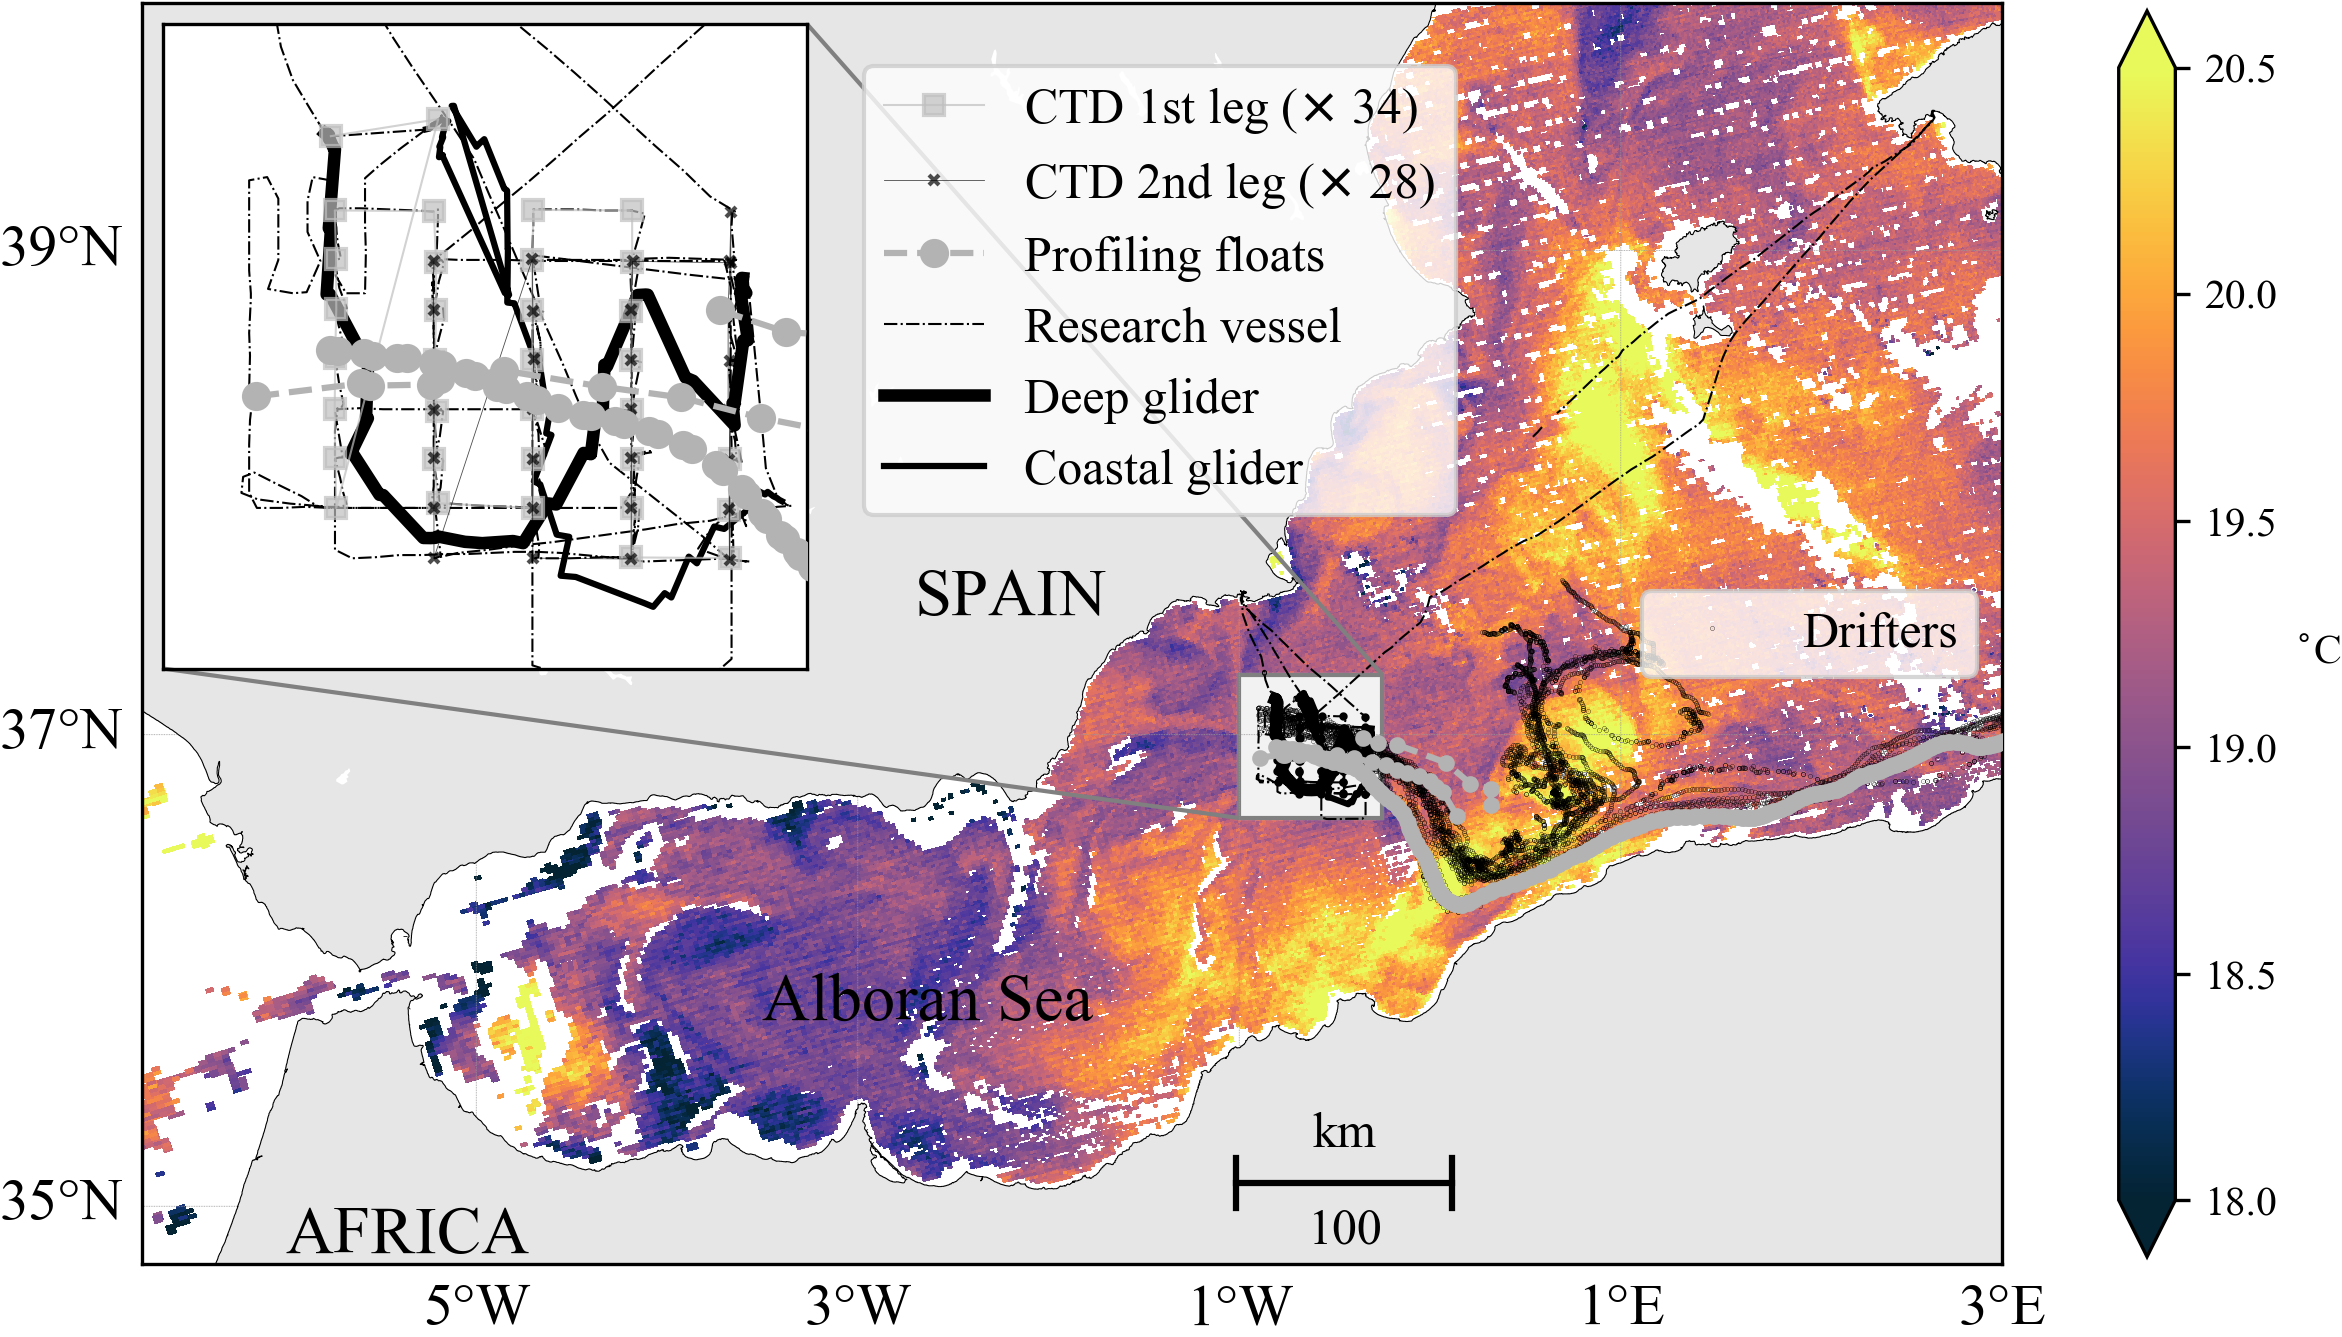 CTD 1st leg (× 34)
CTD 2nd leg (× 28)
Profiling floats
Research vessel
Deep glider
Coastal glider
Drifters
SPAIN
Alboran Sea
AFRICA
km
100
39°N
37°N
35°N
5°W
3°W
1°W
1°E
3°E
20.5
20.0
19.5
19.0
18.5
18.0
°C